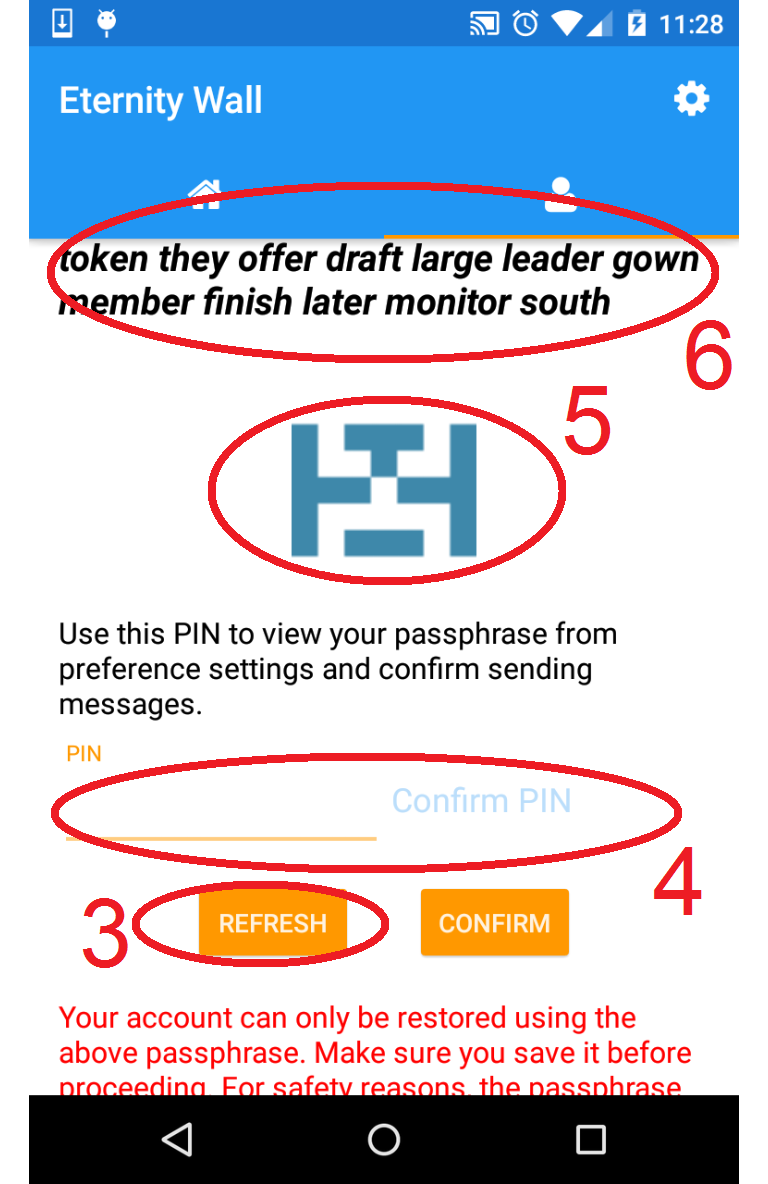 11:28
Eternity Wall
token they offer draft large leader gown
member finish later monitor south
6
5
Use this PIN to view your passphrase from
preference settings and confirm sending
messages.
PIN
Confirm PIN
4
3
REFRESH
CONFIRM
Your account can only be restored using the
above passphrase. Make sure you save it before
proceeding. For safety reasons, the passphrase